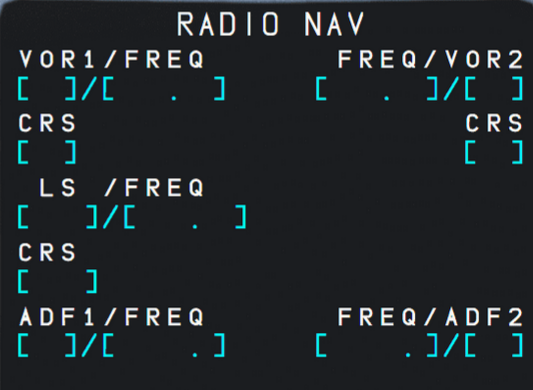 RADIO NAV
VOR1/FREQ FREQ/VOR2
[ ]/[ . ] [ . ]/[ ]
CRS CRS
[ ] [ ]
LS /FREQ
[ ]/[ . ]
CRS
[ ]
ADF1/FREQ FREQ/ADF2
[ ]/[ . ] [ . ]/[ ]